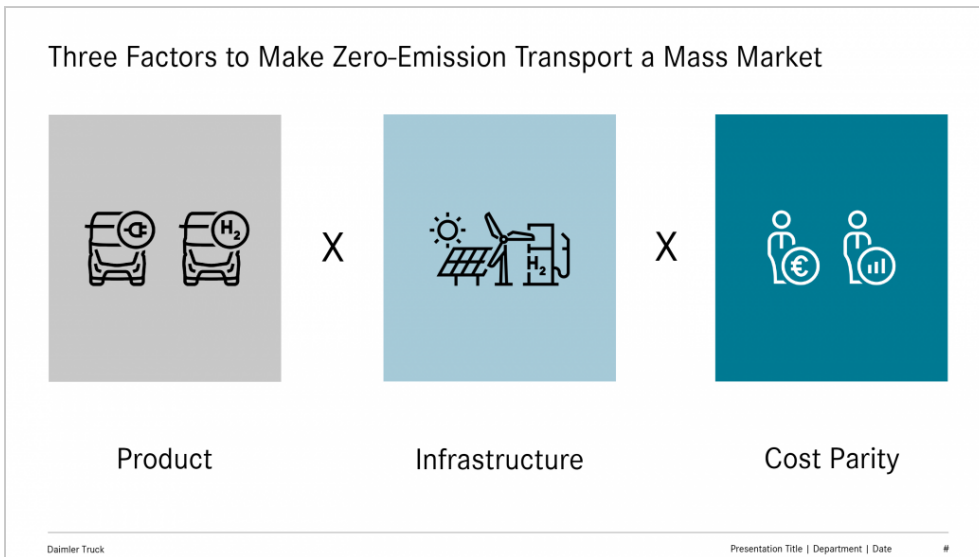 Three Factors to Make Zero-Emission Transport a Mass Market
H2
X
H2
X
€
Product
Infrastructure
Cost Parity
Daimler Truck
Presentation Title | Department | Date
#